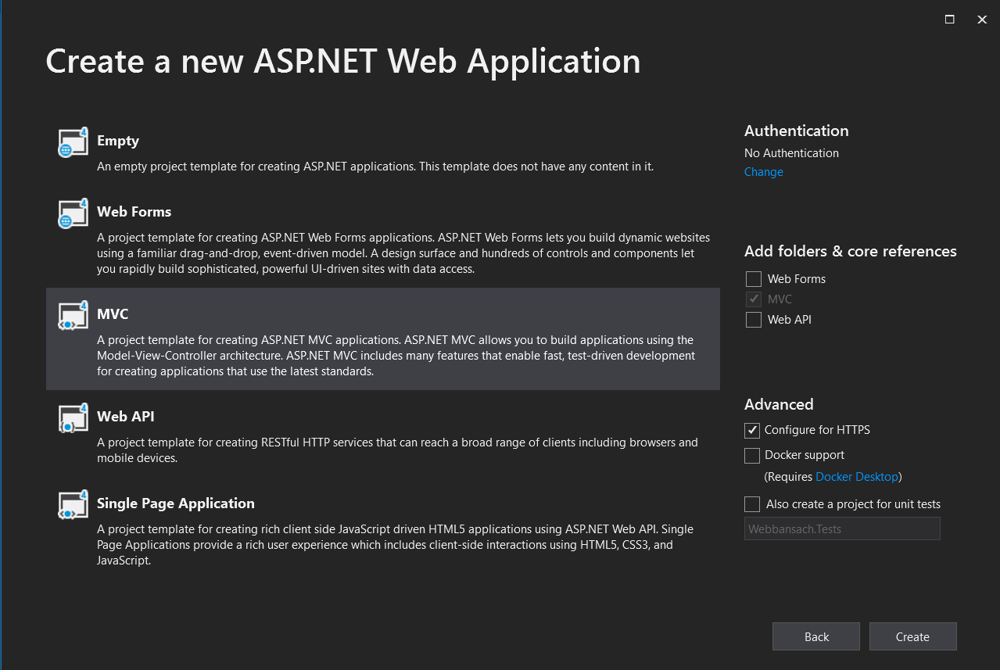 Create a new ASP.NET Web Application
Empty
An empty project template for creating ASP.NET applications. This template does not have any content in it.
Web Forms
A project template for creating ASP.NET Web Forms applications. ASP.NET Web Forms lets you build dynamic websites
using a familiar drag-and-drop, event-driven model. A design surface and hundreds of controls and components let
you rapidly build sophisticated, powerful UI-driven sites with data access.
MVC
A project template for creating ASP.NET MVC applications. ASP.NET MVC allows you to build applications using the
Model-View-Controller architecture. ASP.NET MVC includes many features that enable fast, test-driven development
for creating applications that use the latest standards.
Web API
A project template for creating RESTful HTTP services that can reach a broad range of clients including browsers and
mobile devices.
Single Page Application
A project template for creating rich client side JavaScript driven HTML5 applications using ASP.NET Web API. Single
Page Applications provide a rich user experience which includes client-side interactions using HTML5, CSS3, and
JavaScript.
Authentication
No Authentication
Change
Add folders & core references
Web Forms
MVC
Web API
Advanced
Configure for HTTPS
Docker support
(Requires Docker Desktop)
Also create a project for unit tests
Webbansach.Tests
Back
Create